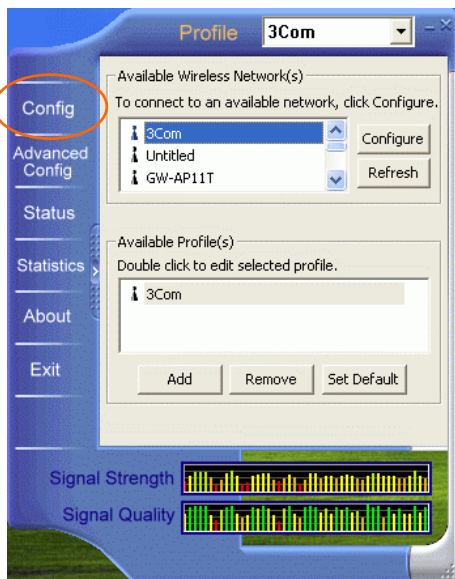 Profile 3Com
Config
Advanced
Config
Status
Statistics
About
Exit
Available Wireless Network(s)
To connect to an available network, click Configure.
3Com
Untitled
GW-AP11T
Configure
Refresh
Available Profile(s)
Double click to edit selected profile.
3Com
Add Remove Set Default
Signal Strength
Signal Quality